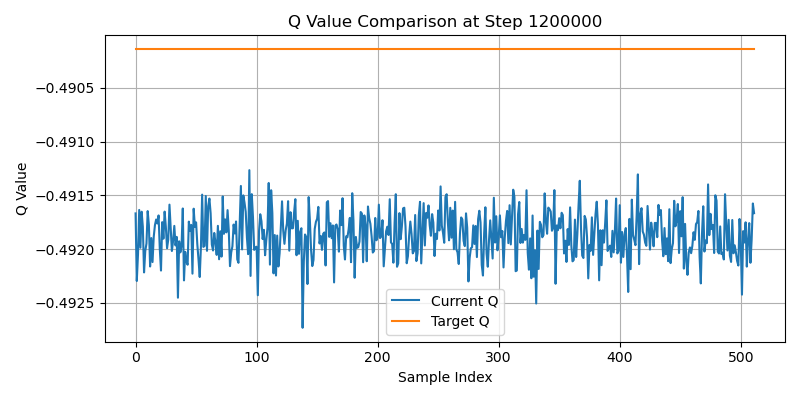 Q Value Comparison at Step 1200000
Q Value
−0.4905
−0.4910
−0.4915
−0.4920
−0.4925
Current Q
Target Q
0 100 200 300 400 500
Sample Index